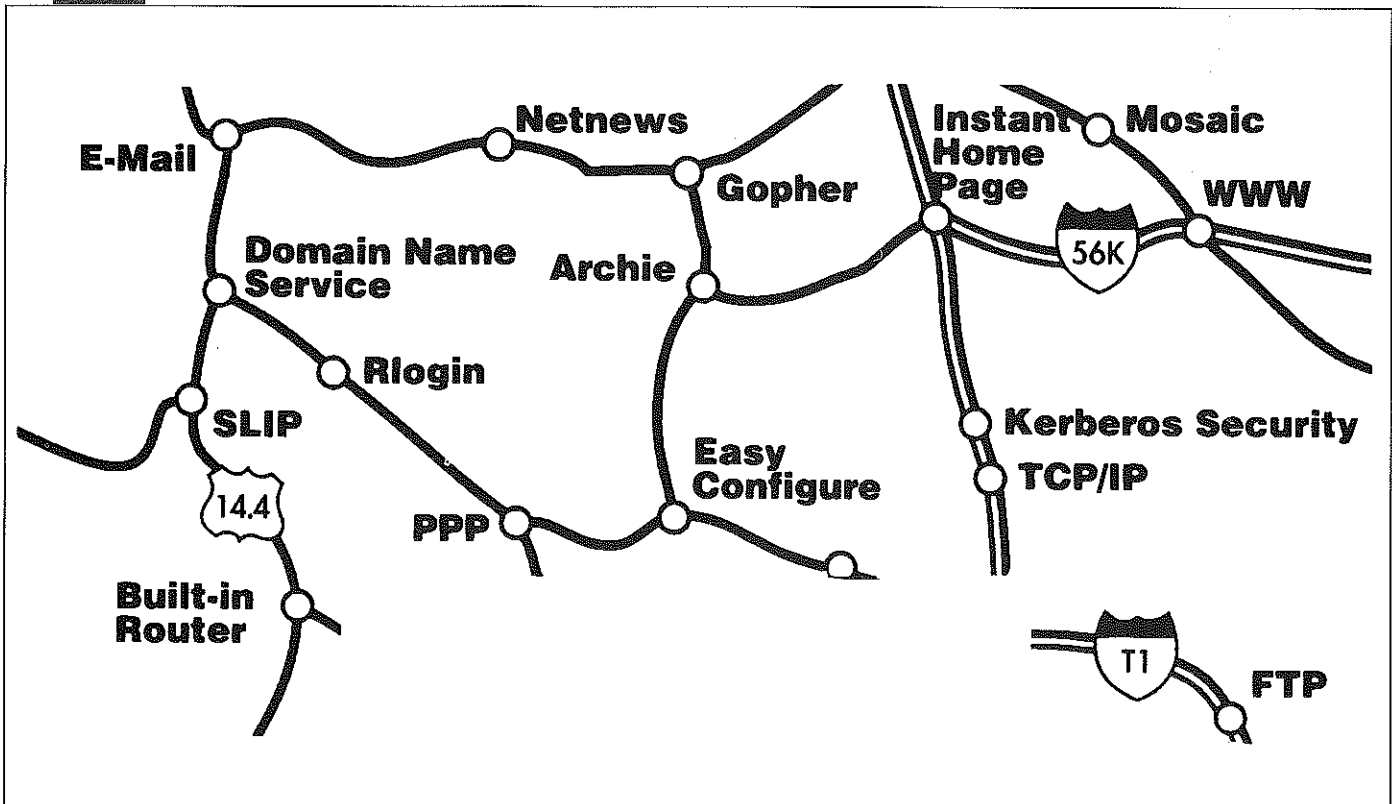 Netnews
E-Mail
Gopher
Instant
Home
Page
Mosaic
WWW
56K
Domain Name
Service
Archie
Rlogin
SLIP
14.4
PPP
Easy
Configure
Kerberos Security
TCP/IP
Built-in
Router
T1
FTP